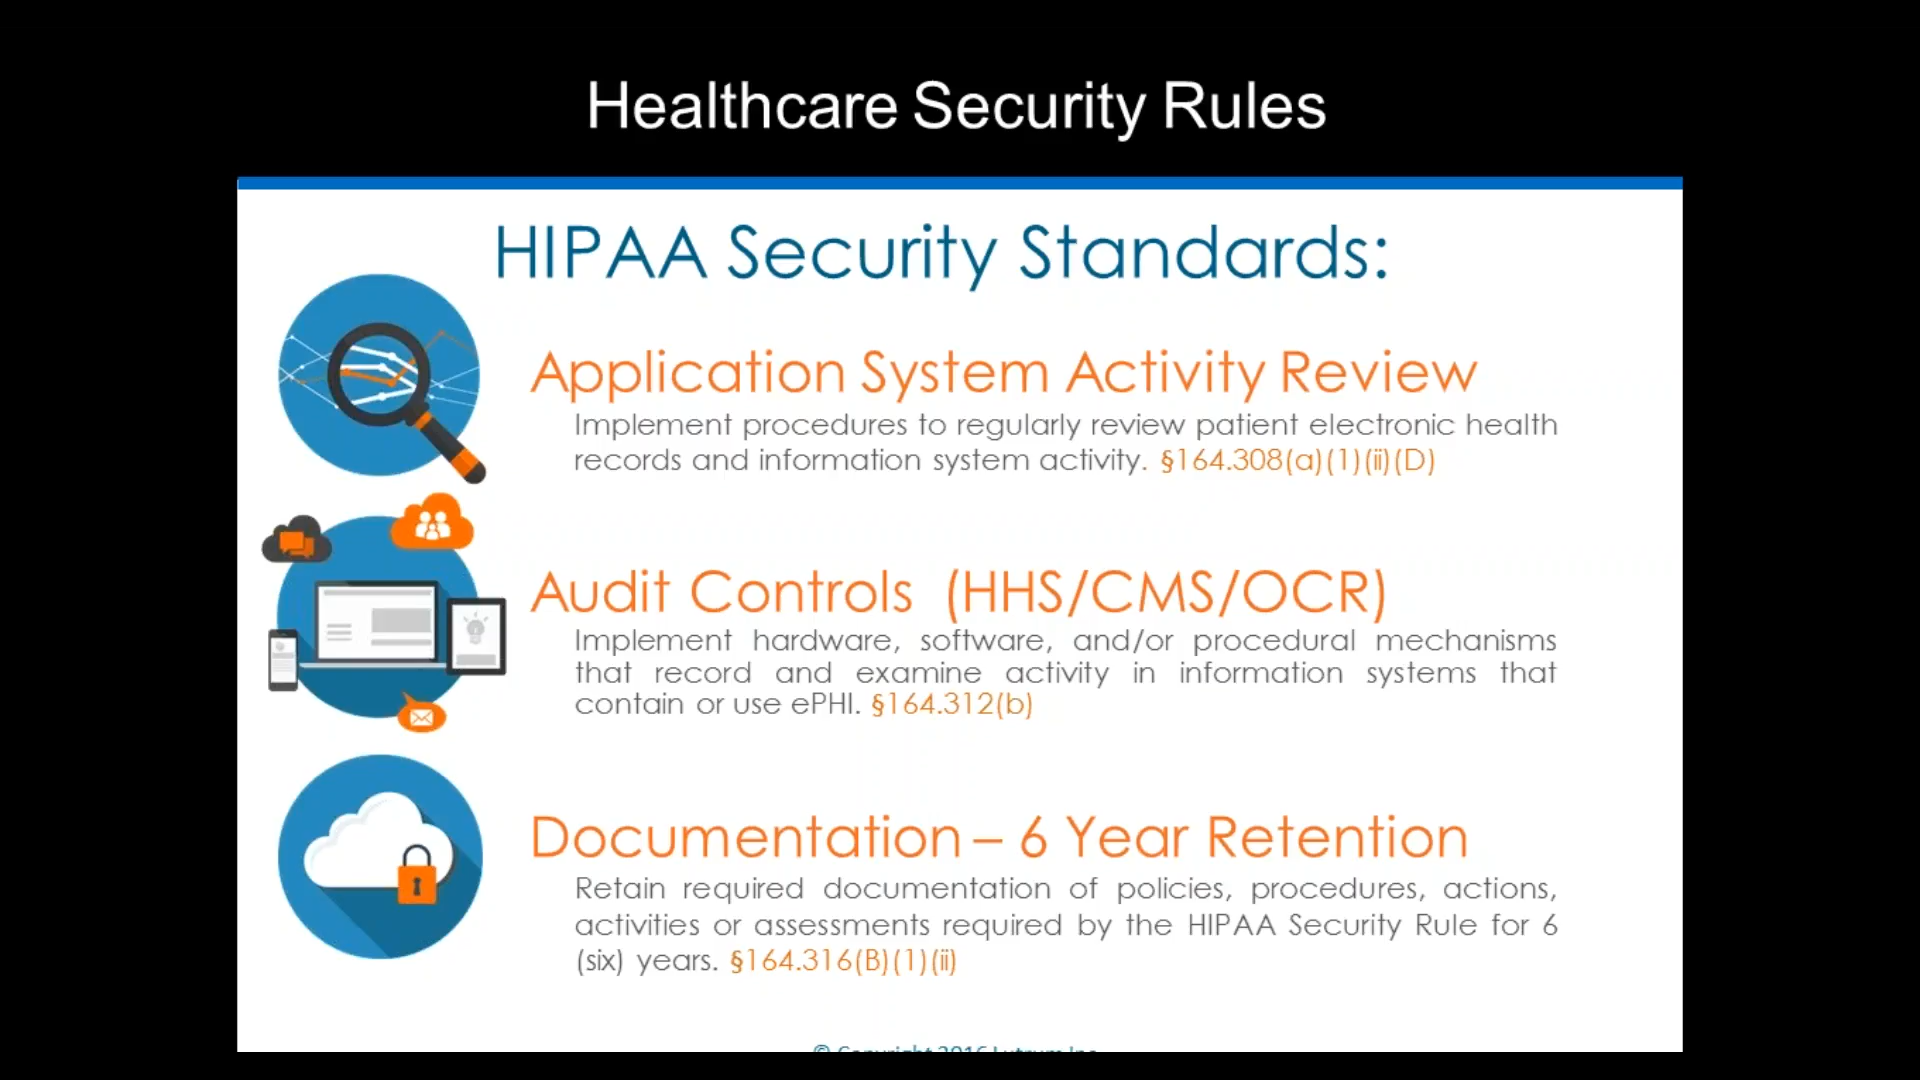 Healthcare Security Rules
HIPAA Security Standards:
Application System Activity Review
Implement procedures to regularly review patient electronic health
records and information system activity. §164.308(a)(1)(ii)(D)
Audit Controls (HHS/CMS/OCR)
Implement hardware, software, and/or procedural mechanisms
that record and examine activity in information systems that
contain or use ePHI. §164.312(b)
Documentation – 6 Year Retention
Retain required documentation of policies, procedures, actions,
activities or assessments required by the HIPAA Security Rule for 6
(six) years. §164.316(B)(1)(ii)
© Copyright 2016